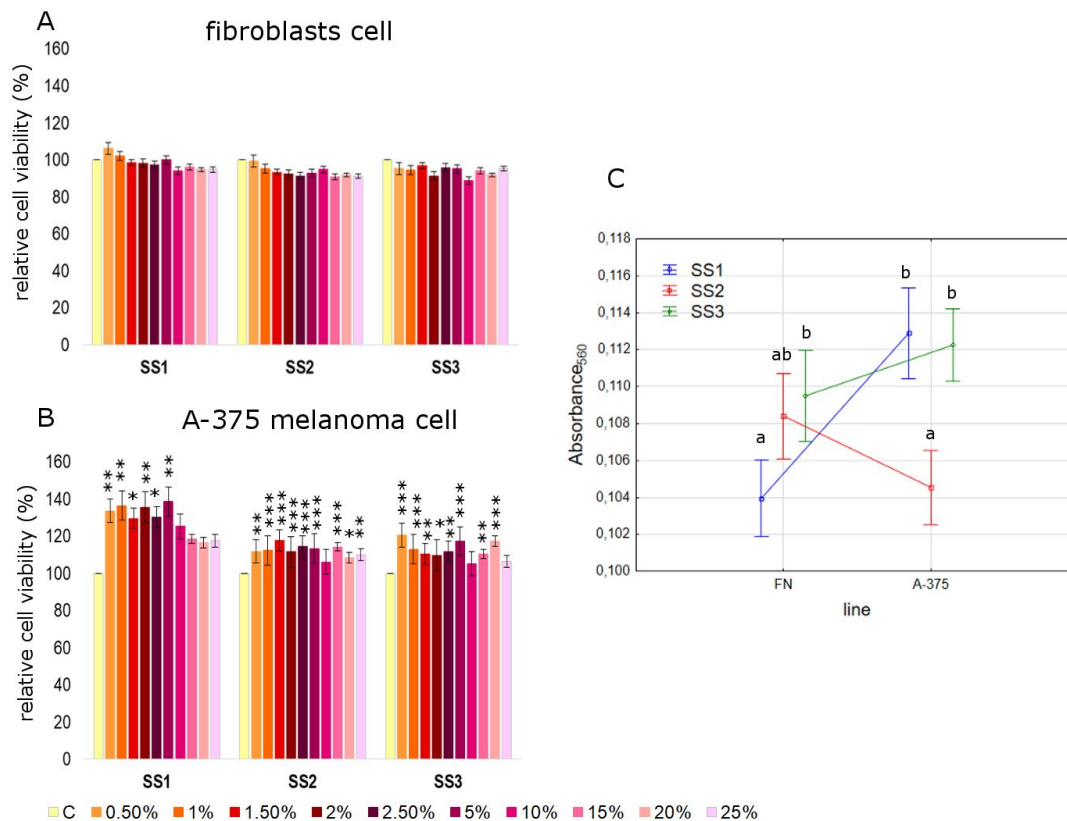 A
fibroblasts cell
relative cell viability (%)
160
140
120
100
80
60
40
20
0
SS1 SS2 SS3
B
A-375 melanoma cell
relative cell viability (%)
160
140
120
100
80
60
40
20
0
** ** * ** * **
** *** *** *** *** *** *** * **
*** *** ** * ** *** ** ***
SS1 SS2 SS3
C 0.50% 1% 1.50% 2% 2.50% 5% 10% 15% 20% 25%
C
Absorbance560
0,118
0,116
0,114
0,112
0,110
0,108
0,106
0,104
0,102
0,100
SS1
SS2
SS3
a
ab
b
b
a
b
FN A-375
line